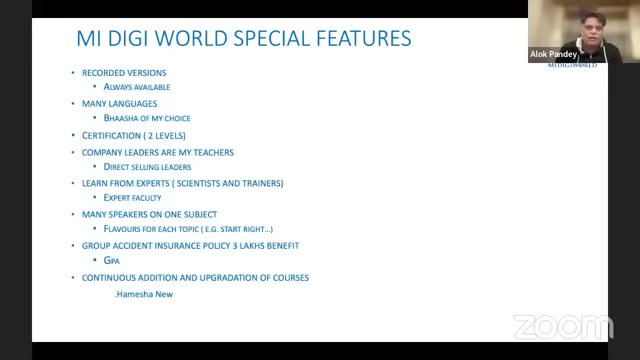 MI DIGI WORLD SPECIAL FEATURES
Alok Pandey
MIDIGIWORLD
• RECORDED VERSIONS
• ALWAYS AVAILABLE
• MANY LANGUAGES
• BHAASHA OF MY CHOICE
• CERTIFICATION ( 2 LEVELS)
• COMPANY LEADERS ARE MY TEACHERS
• DIRECT SELLING LEADERS
• LEARN FROM EXPERTS ( SCIENTISTS AND TRAINERS)
• EXPERT FACULTY
• MANY SPEAKERS ON ONE SUBJECT
• FLAVOURS FOR EACH TOPIC ( E.G. START RIGHT...)
• GROUP ACCIDENT INSURANCE POLICY 3 LAKHS BENEFIT
• GPA
• CONTINUOUS ADDITION AND UPGRADATION OF COURSES
.Hamesha New
zoom